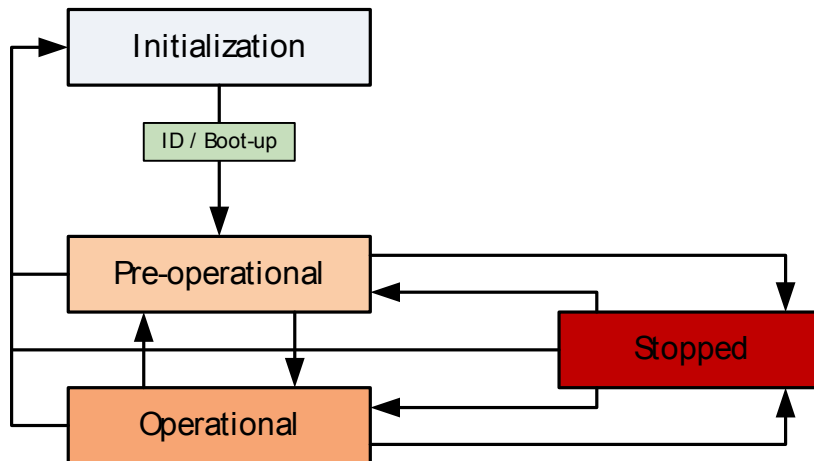 Initialization
ID / Boot-up
Pre-operational
Stopped
Operational